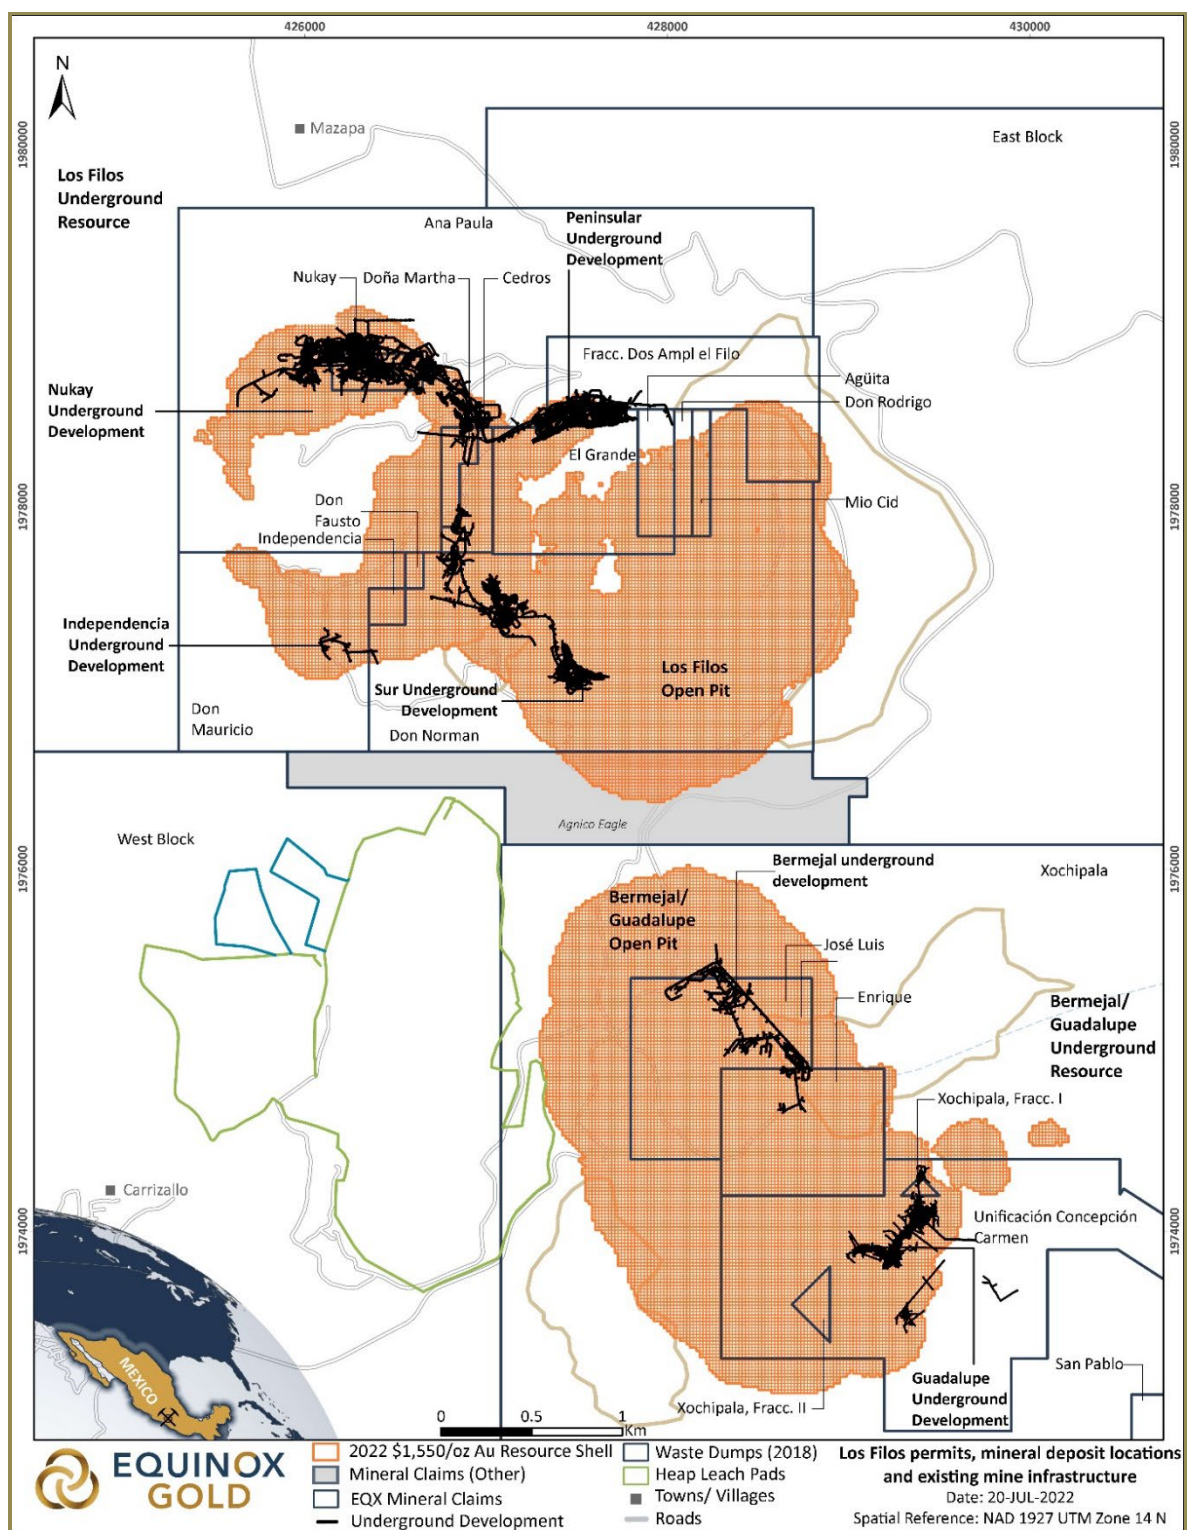 426000
428000
430000
N
Mazapa
1980000
1980000
East Block
Los Filos
Underground
Resource
Ana Paula
Peninsular
Underground
Development
Nukay
Doña Martha
Cedros
Fracc. Dos Ampl el Filo
Agüita
Don Rodrigo
Nukay
Underground
Development
El Grande
Don
Fausto
Mio Cid
1978000
1978000
Independencia
Independencia
Underground
Development
Los Filos
Open Pit
Sur Underground
Development
Don
Mauricio
Don Norman
Agnico Eagle
West Block
Bermejal underground
development
Xochipala
1976000
1976000
Bermejal/
Guadalupe
Open Pit
José Luis
Enrique
Bermejal/
Guadalupe
Underground
Resource
Xochipala, Fracc. I
Carrizallo
Unificación Concepción
Carmen
1974000
1974000
San Pablo
Guadalupe
Underground
Development
Xochipala, Fracc. II
MEXICO
0 0.5 1
Km
EQUINOX
GOLD
2022 $1,550/oz Au Resource Shell
Mineral Claims (Other)
EQX Mineral Claims
Underground Development
Waste Dumps (2018)
Heap Leach Pads
Towns/ Villages
Roads
Los Filos permits, mineral deposit locations
and existing mine infrastructure
Date: 20-JUL-2022
Spatial Reference: NAD 1927 UTM Zone 14 N